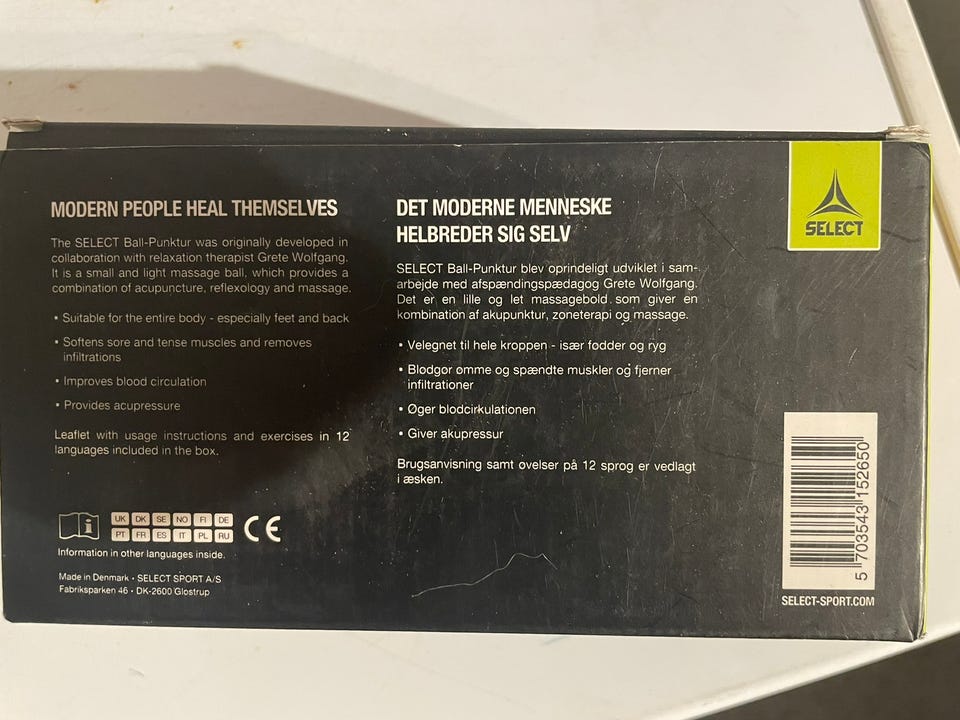 MODERN PEOPLE HEAL THEMSELVES
The SELECT Ball-Punktur was originally developed in
collaboration with relaxation therapist Grete Wolfgang.
It is a small and light massage ball, which provides a
combination of acupuncture, reflexology and massage.
• Suitable for the entire body - especially feet and back
• Softens sore and tense muscles and removes
infiltrations
• Improves blood circulation
• Provides acupressure
Leaflet with usage instructions and exercises in 12
languages included in the box.
UK DK SE NO FI DE
PT FR ES IT PL RU
CE
Information in other languages inside.
Made in Denmark - SELECT SPORT A/S
Fabriksparken 46 - DK-2600 Glostrup
DET MODERNE MENNESKE
HELBREDER SIG SELV
SELECT Ball-Punktur blev oprindeligt udviklet i sam-
arbejde med afspændingspædagog Grete Wolfgang.
Det er en lille og let massagebold som giver en
kombination af akupunktur, zoneterapi og massage.
• Velegnet til hele kroppen - især fødder og ryg
• Blødgør ømme og spændte muskler og fjerner
infiltrationer
• Øger blodcirkulationen
• Giver akupressur
Brugsanvisning samt øvelser på 12 sprog er vedlagt
i æsken.
SELECT
5 703543 152650
SELECT-SPORT.COM